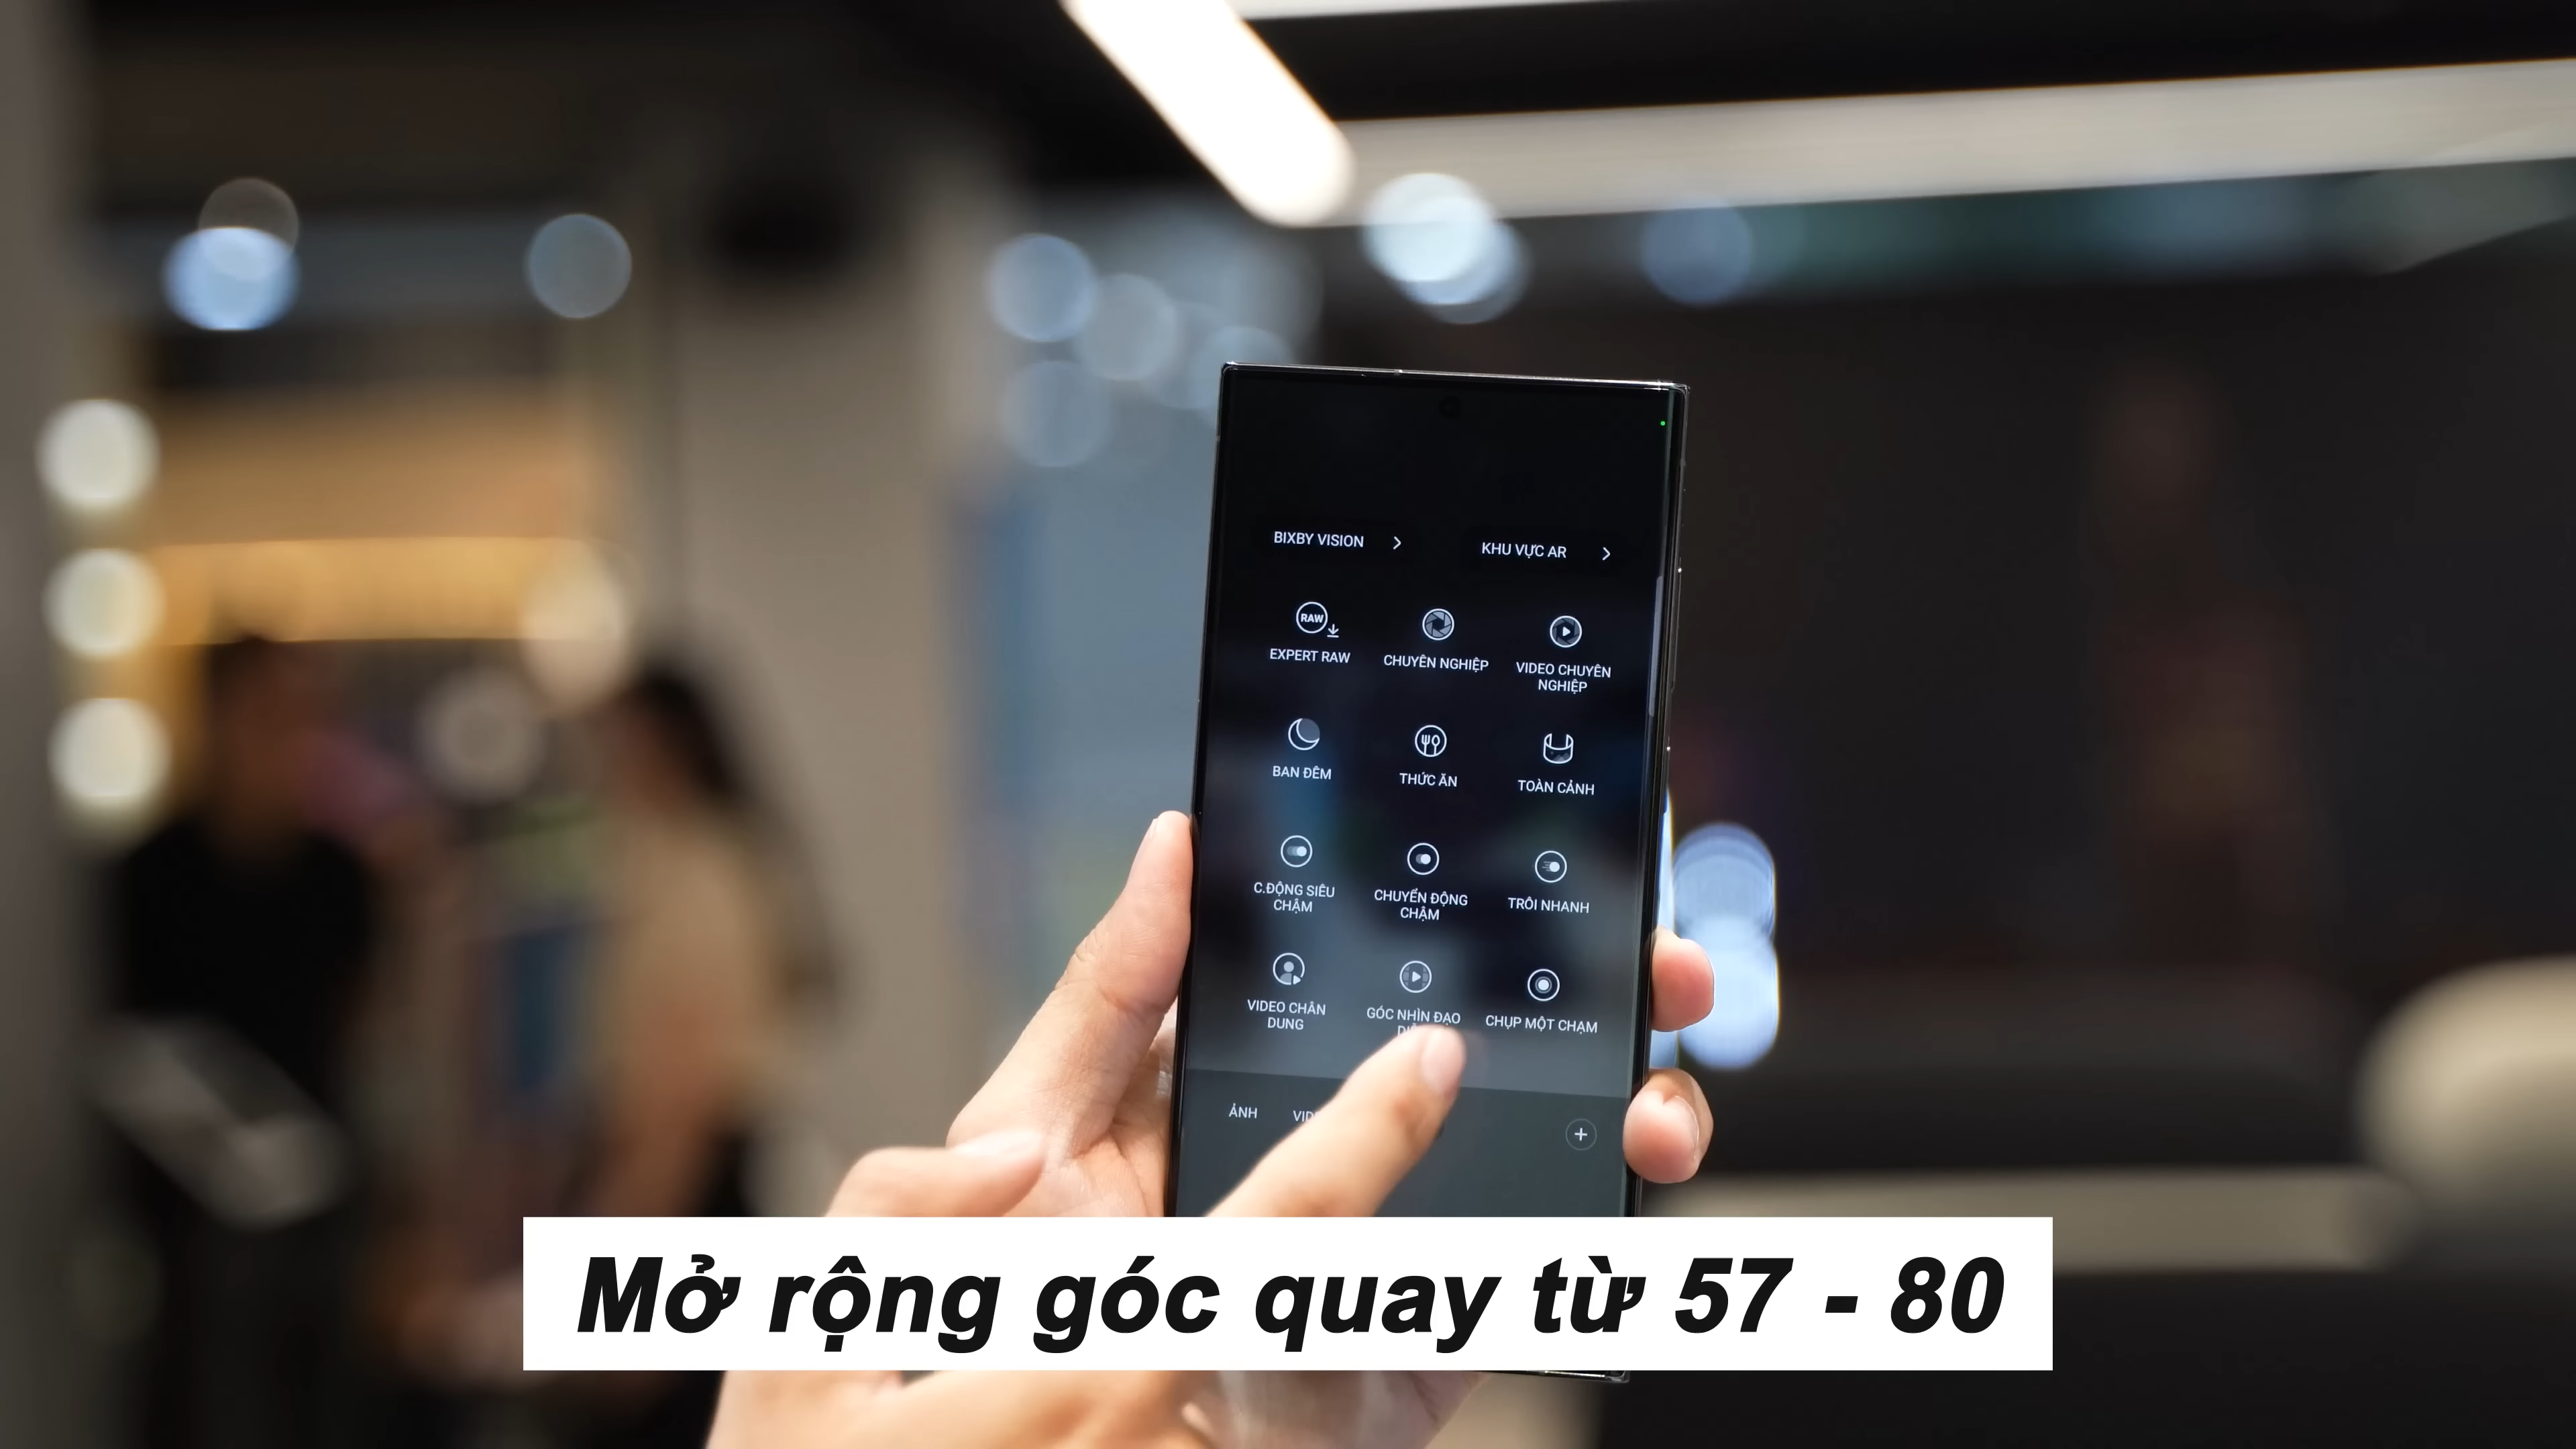 BIXBY VISION
KHU VỰC AR
RAW
EXPERT RAW
CHUYÊN NGHIỆP
VIDEO CHUYÊN
NGHIỆP
BAN ĐÊM
THỨC ĂN
TOÀN CẢNH
C.ĐỘNG SIÊU
CHẬM
CHUYỂN ĐỘNG
CHẬM
TRÔI NHANH
VIDEO CHÂN
DUNG
GÓC NHÌN ĐẠO
CHỤP MỘT CHẠM
ẢNH
Mở rộng góc quay từ 57 - 80